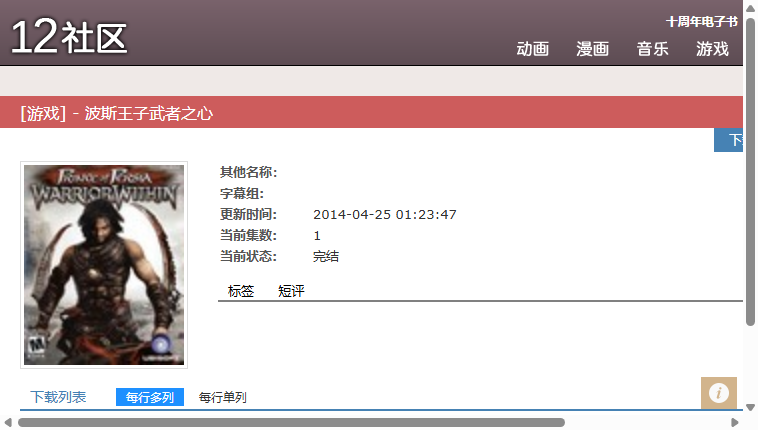 12社区
十周年电子书
动画 漫画 音乐 游戏
[游戏] - 波斯王子武者之心
PRINCE OF PERSIA
WARRIOR WITHIN
M
UBISOFT
其他名称:
字幕组:
更新时间: 2014-04-25 01:23:47
当前集数: 1
当前状态: 完结
标签 短评
下载列表 每行多列 每行单列
i